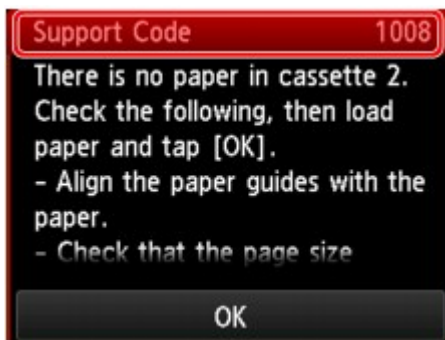 Support Code 1008
There is no paper in cassette 2.
Check the following, then load
paper and tap [OK].
- Align the paper guides with the
paper.
- Check that the page size
OK